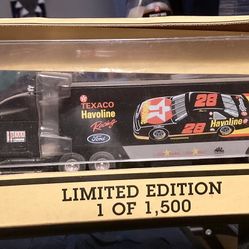 TEXACO
Havoline
Racing
Ford
28
Havoline
28
LIMITED EDITION
1 OF 1,500